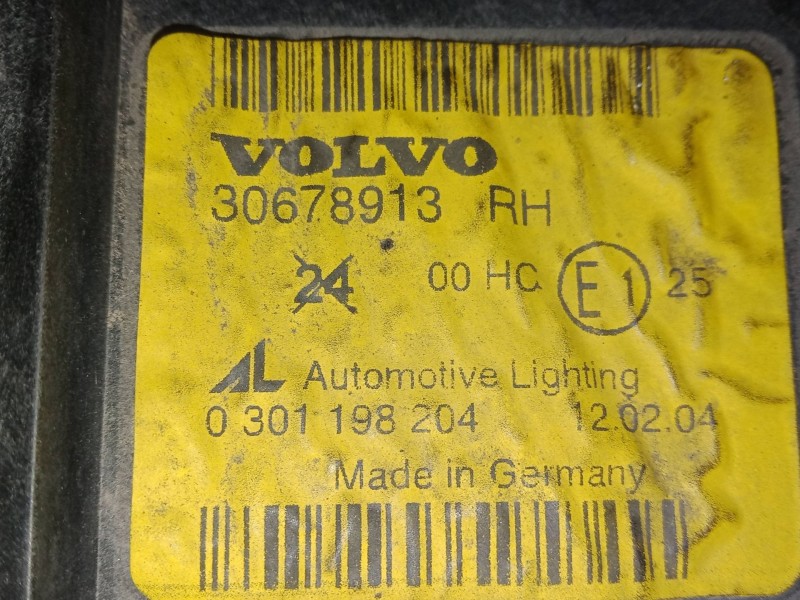 VOLVO
30678913 RH
24 00 HC E1 25
AL Automotive Lighting
0 301 198 204 12.02.04
Made in Germany